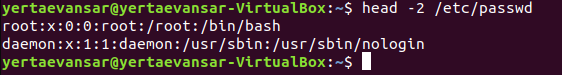 yertaevansar@yertaevansar-VirtualBox:~$ head -2 /etc/passwd
root:x:0:0:root:/root:/bin/bash
daemon:x:1:1:daemon:/usr/sbin:/usr/sbin/nologin
yertaevansar@yertaevansar-VirtualBox:~$